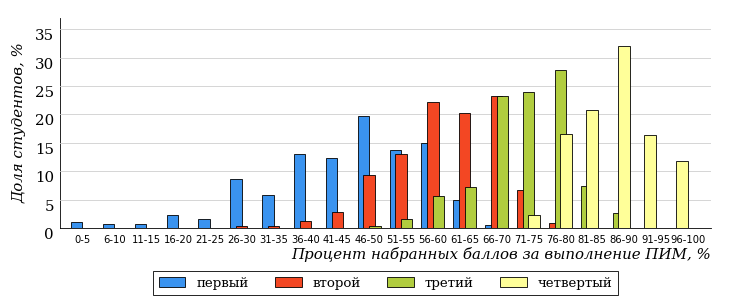 Доля студентов, %
35
30
25
20
15
10
5
0
0-5 6-10 11-15 16-20 21-25 26-30 31-35 36-40 41-45 46-50 51-55 56-60 61-65 66-70 71-75 76-80 81-85 86-90 91-95 96-100
Процент набранных баллов за выполнение ПИМ, %
первый второй третий четвертый